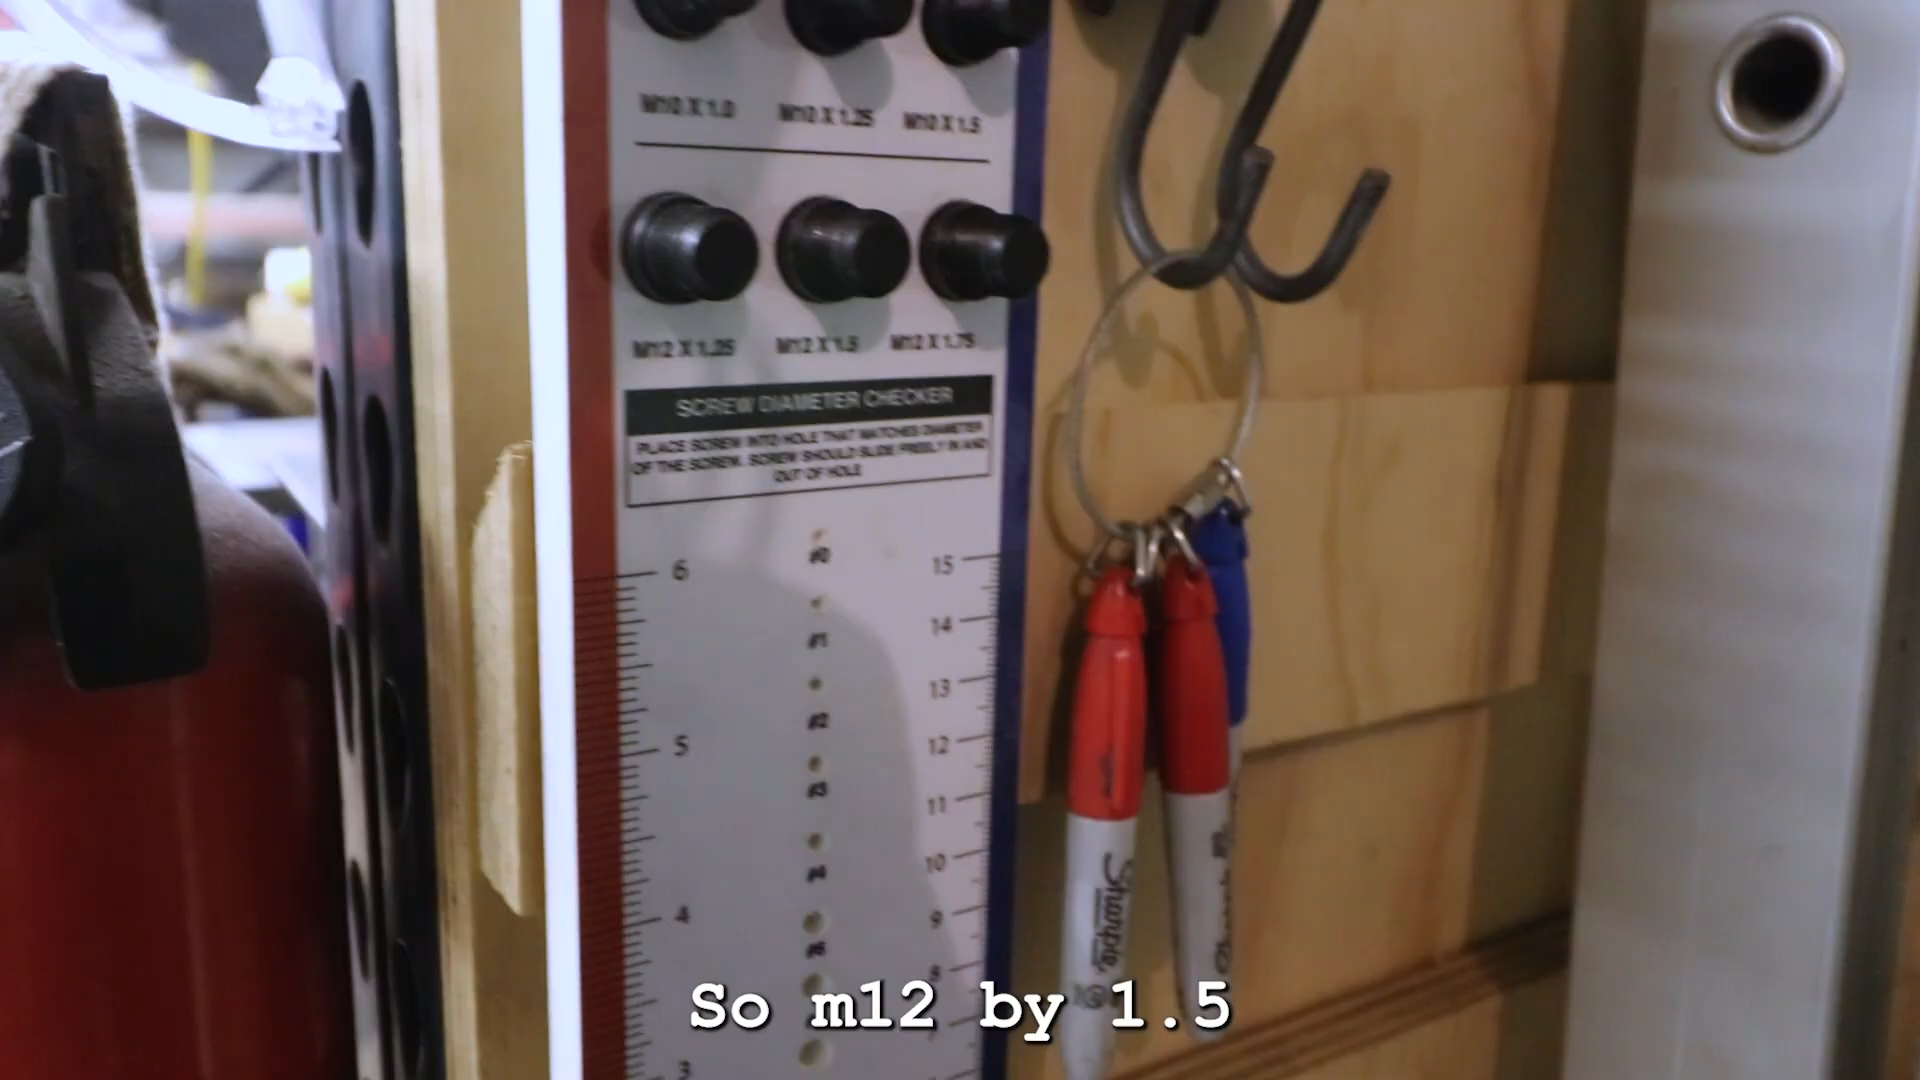 M10 X 1.0 M10 X 1.25 M10 X 1.5
M12 X 1.25 M12 X 1.5 M12 X 1.75
SCREW DIAMETER CHECKER
PLACE SCREW INTO HOLE THAT MATCHES DIAMETER
OF THE SCREW. SCREW SHOULD SLIDE FREELY IN AND
OUT OF HOLE
#0
6 15
#1 14
13
#2
5 12
#3 11
#4 10
4 9
8
3
Sharpie
So m12 by 1.5